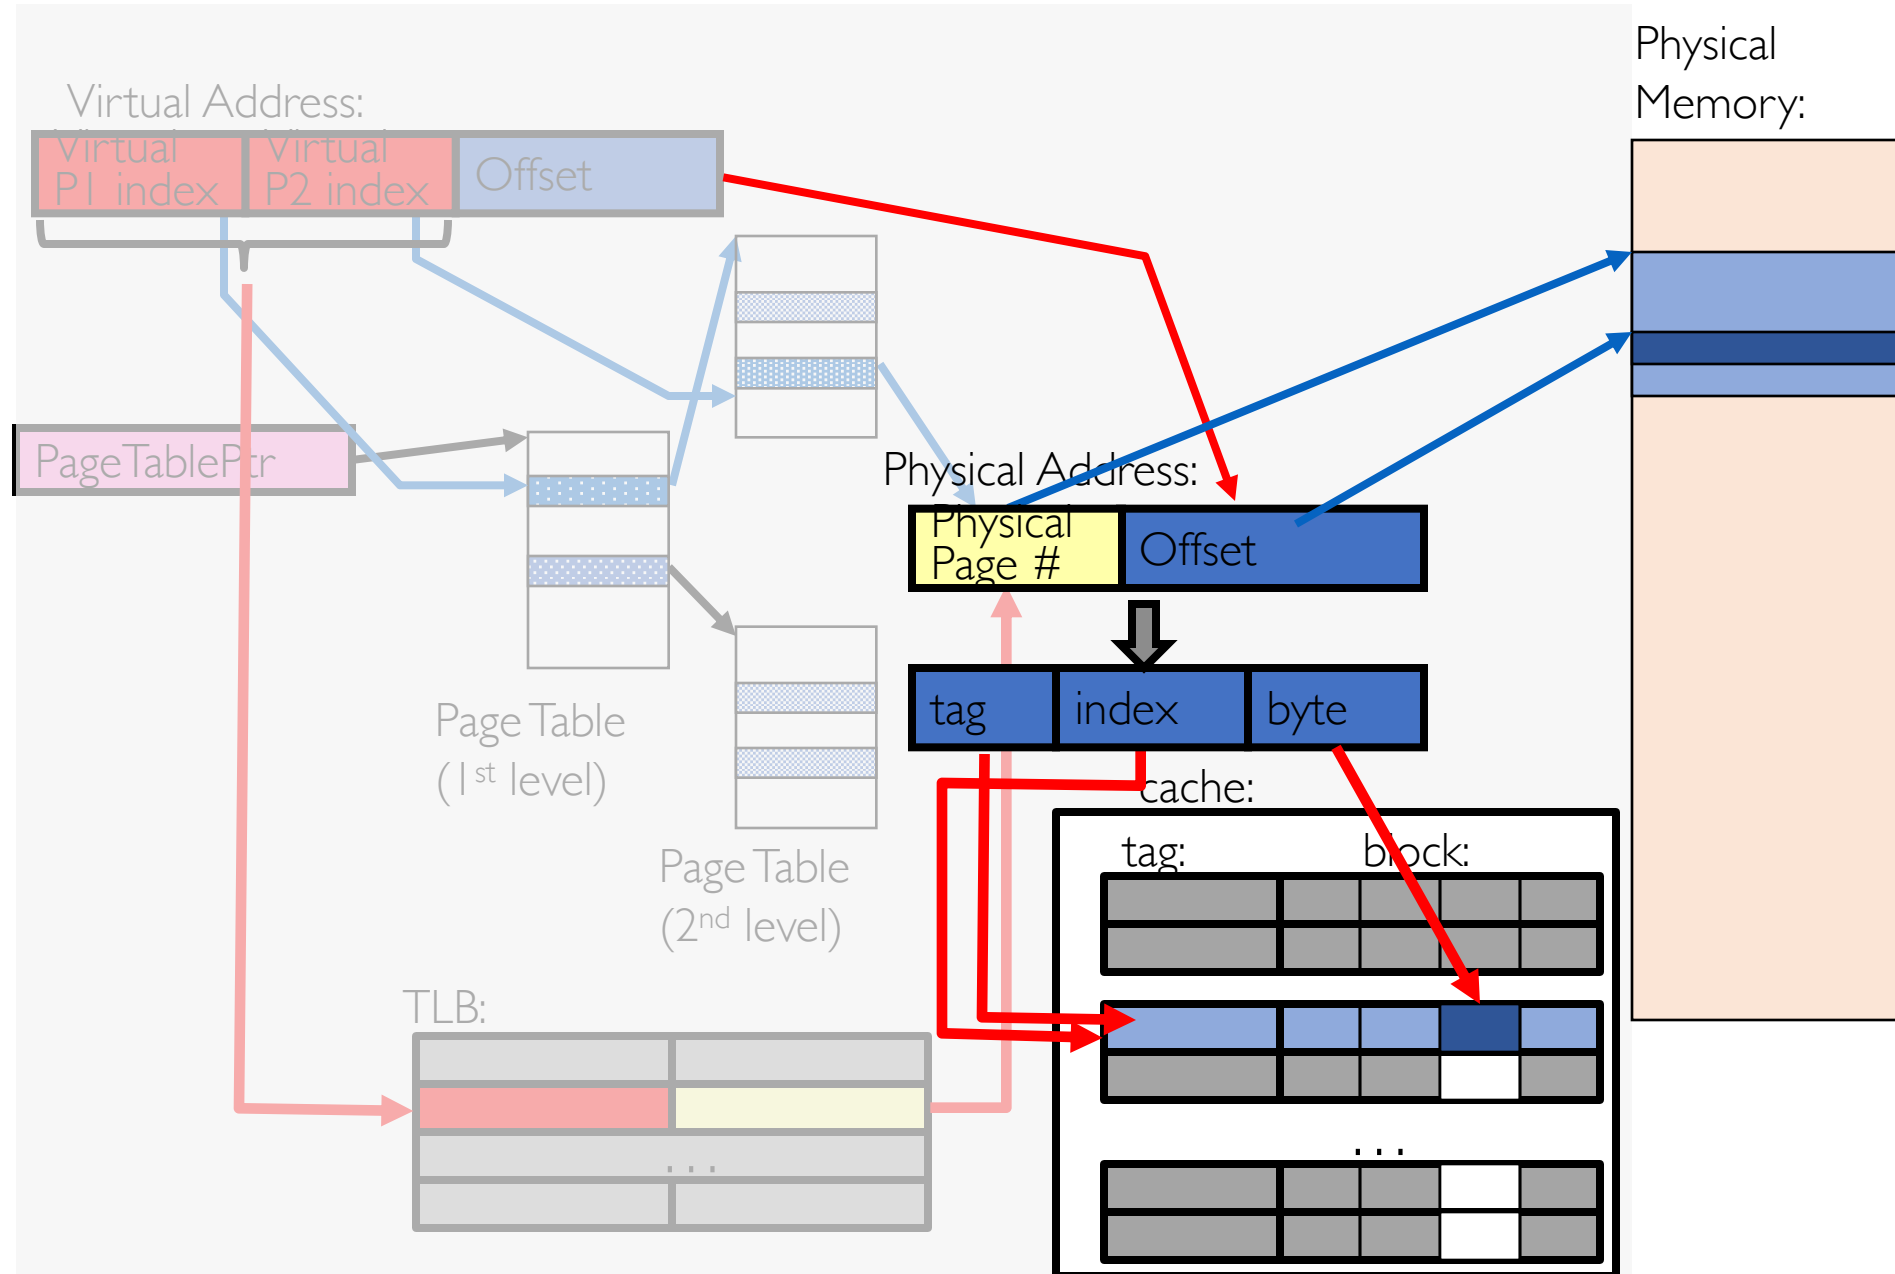 Physical
Memory:
Virtual Address:
Virtual
P1 index
Virtual
P2 index
Offset
PageTablePtr
Physical Address:
Physical
Page #
Offset
tag
index
byte
Page Table
(1st level)
cache:
tag:
block:
Page Table
(2nd level)
TLB:
...
...